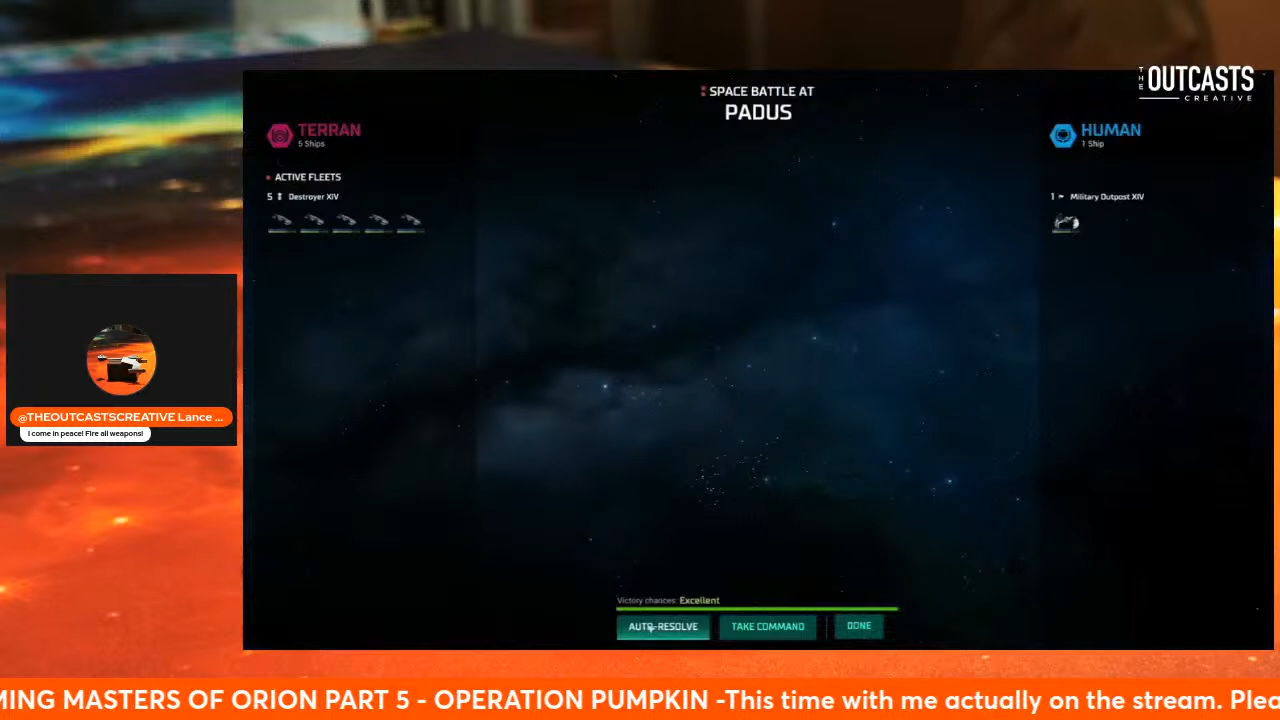 THE OUTCASTS
CREATIVE
SPACE BATTLE AT
PADUS
TERRAN
5 Ships
HUMAN
1 Ship
ACTIVE FLEETS
5 Destroyer XIV
1 Military Outpost XIV
@THEOUTCASTSCREATIVE Lance ...
I come in peace! Fire all weapons!
Victory chances: Excellent
AUTO-RESOLVE
TAKE COMMAND
DONE
MING MASTERS OF ORION PART 5 - OPERATION PUMPKIN -This time with me actually on the stream. Plea